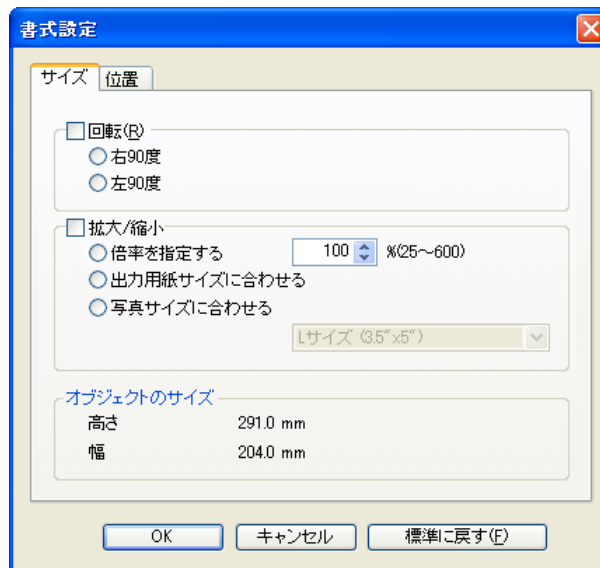 書式設定
サイズ 位置
回転(R)
右90度
左90度
拡大/縮小
倍率を指定する 100 %(25～600)
出力用紙サイズに合わせる
写真サイズに合わせる
Lサイズ (3.5"x5")
オブジェクトのサイズ
高さ 291.0 mm
幅 204.0 mm
OK キャンセル 標準に戻す(F)